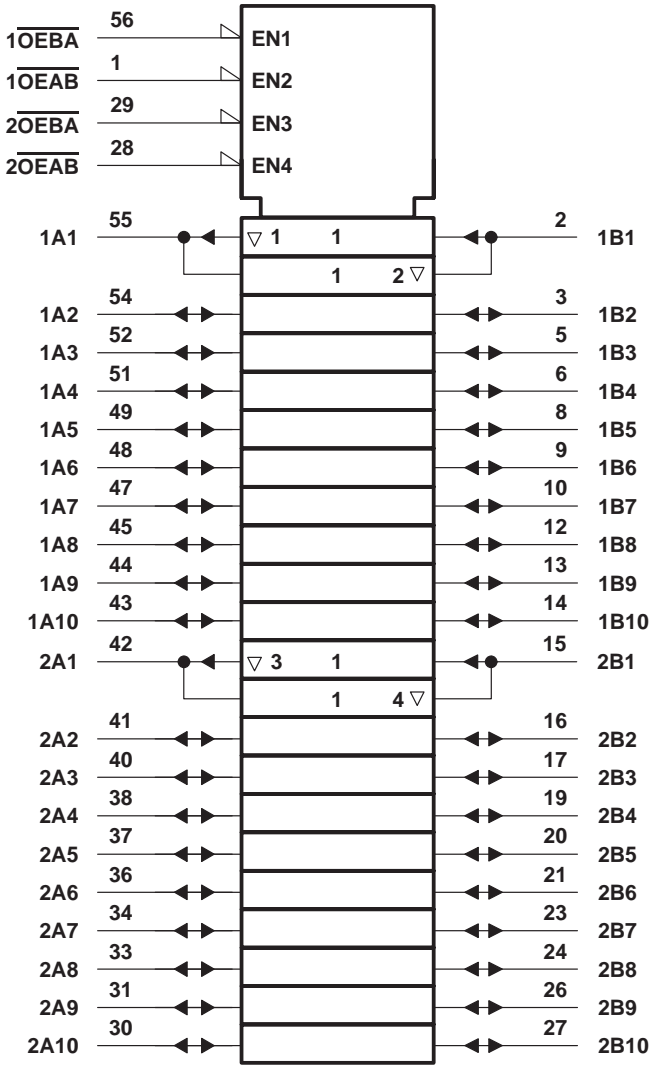 1O̅E̅B̅A̅ 56 EN1
1O̅E̅A̅B̅ 1 EN2
2O̅E̅B̅A̅ 29 EN3
2O̅E̅A̅B̅ 28 EN4
1A1 55 ▽ 1 1 2 1B1
1 2 ▽
1A2 54 3 1B2
1A3 52 5 1B3
1A4 51 6 1B4
1A5 49 8 1B5
1A6 48 9 1B6
1A7 47 10 1B7
1A8 45 12 1B8
1A9 44 13 1B9
1A10 43 14 1B10
2A1 42 ▽ 3 1 15 2B1
1 4 ▽
2A2 41 16 2B2
2A3 40 17 2B3
2A4 38 19 2B4
2A5 37 20 2B5
2A6 36 21 2B6
2A7 34 23 2B7
2A8 33 24 2B8
2A9 31 26 2B9
2A10 30 27 2B10